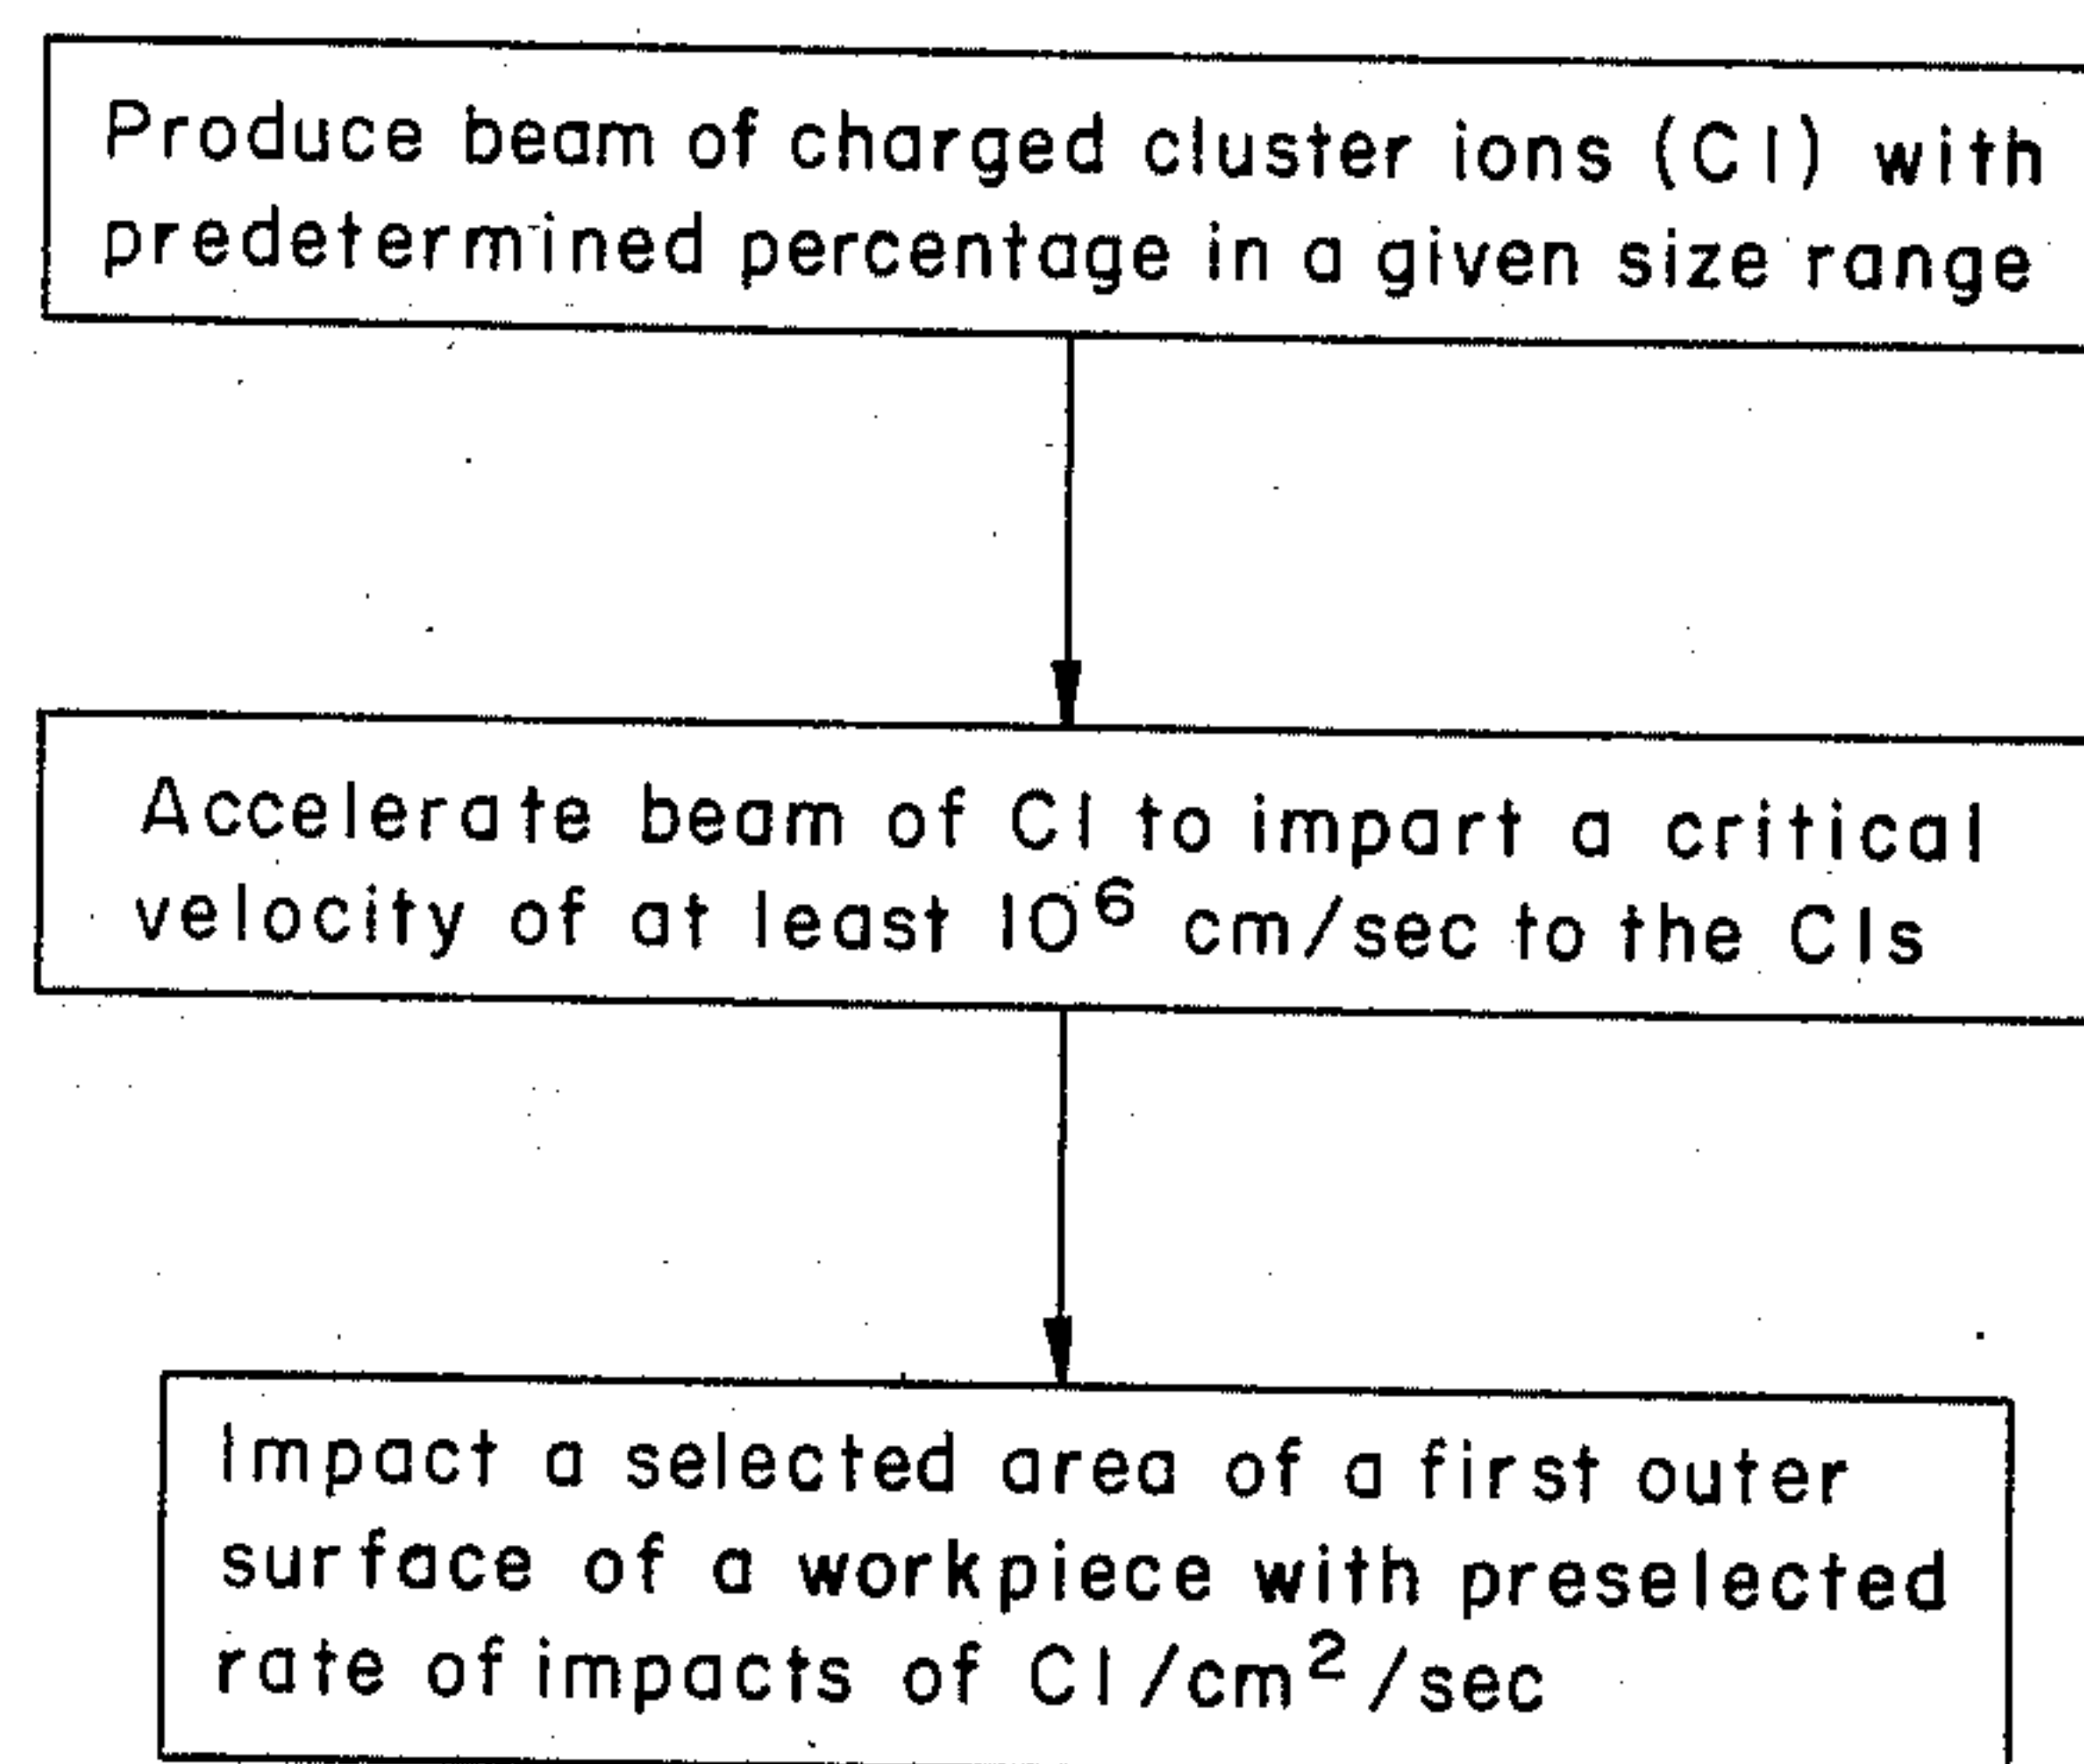 Produce beam of charged cluster ions (CI) with
predetermined percentage in a given size range
Accelerate beam of CI to impart a critical
velocity of at least 10⁶ cm/sec to the CIs
Impact a selected area of a first outer
surface of a workpiece with preselected
rate of impacts of CI/cm²/sec